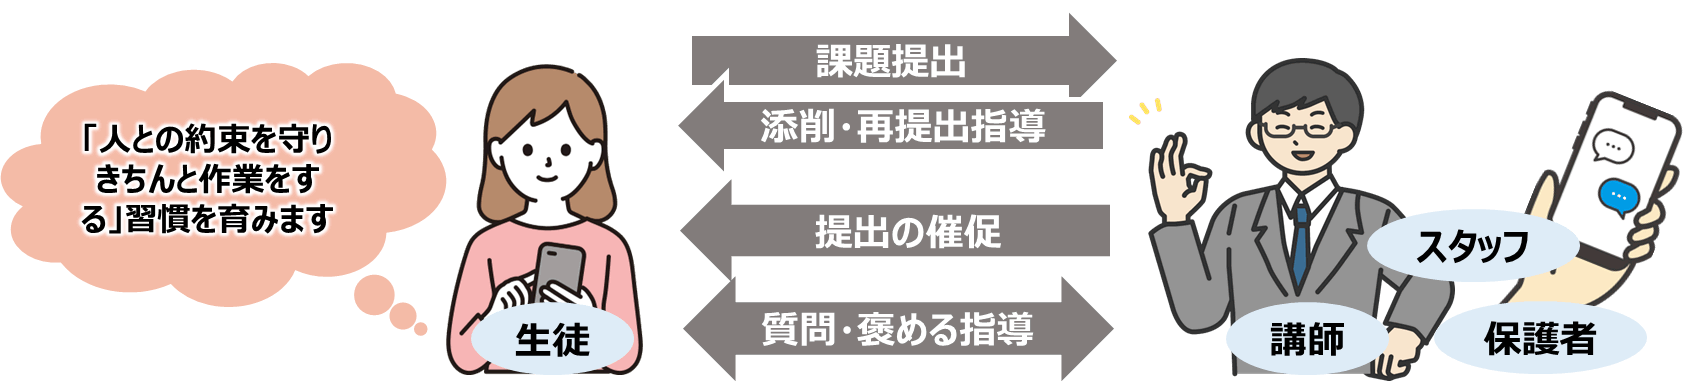 「人との約束を守り
きちんと作業をす
る」習慣を育みます
生徒
課題提出
添削・再提出指導
提出の催促
質問・褒める指導
スタッフ
講師
保護者